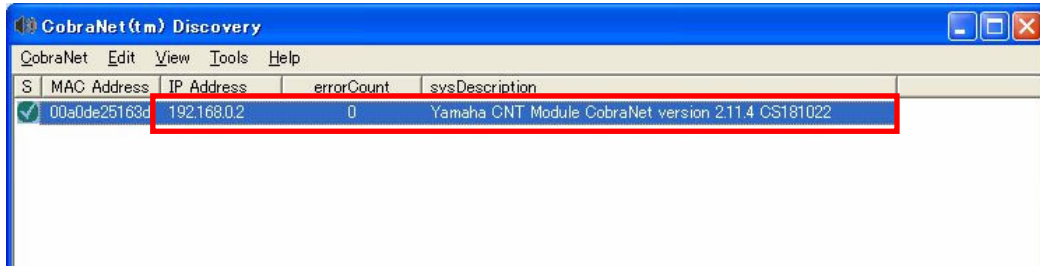 CobraNet(tm) Discovery
CobraNet Edit View Tools Help
S MAC Address IP Address errorCount sysDescription
00a0de25163d 192.168.0.2 0 Yamaha CNT Module CobraNet version 2.11.4 CS181022